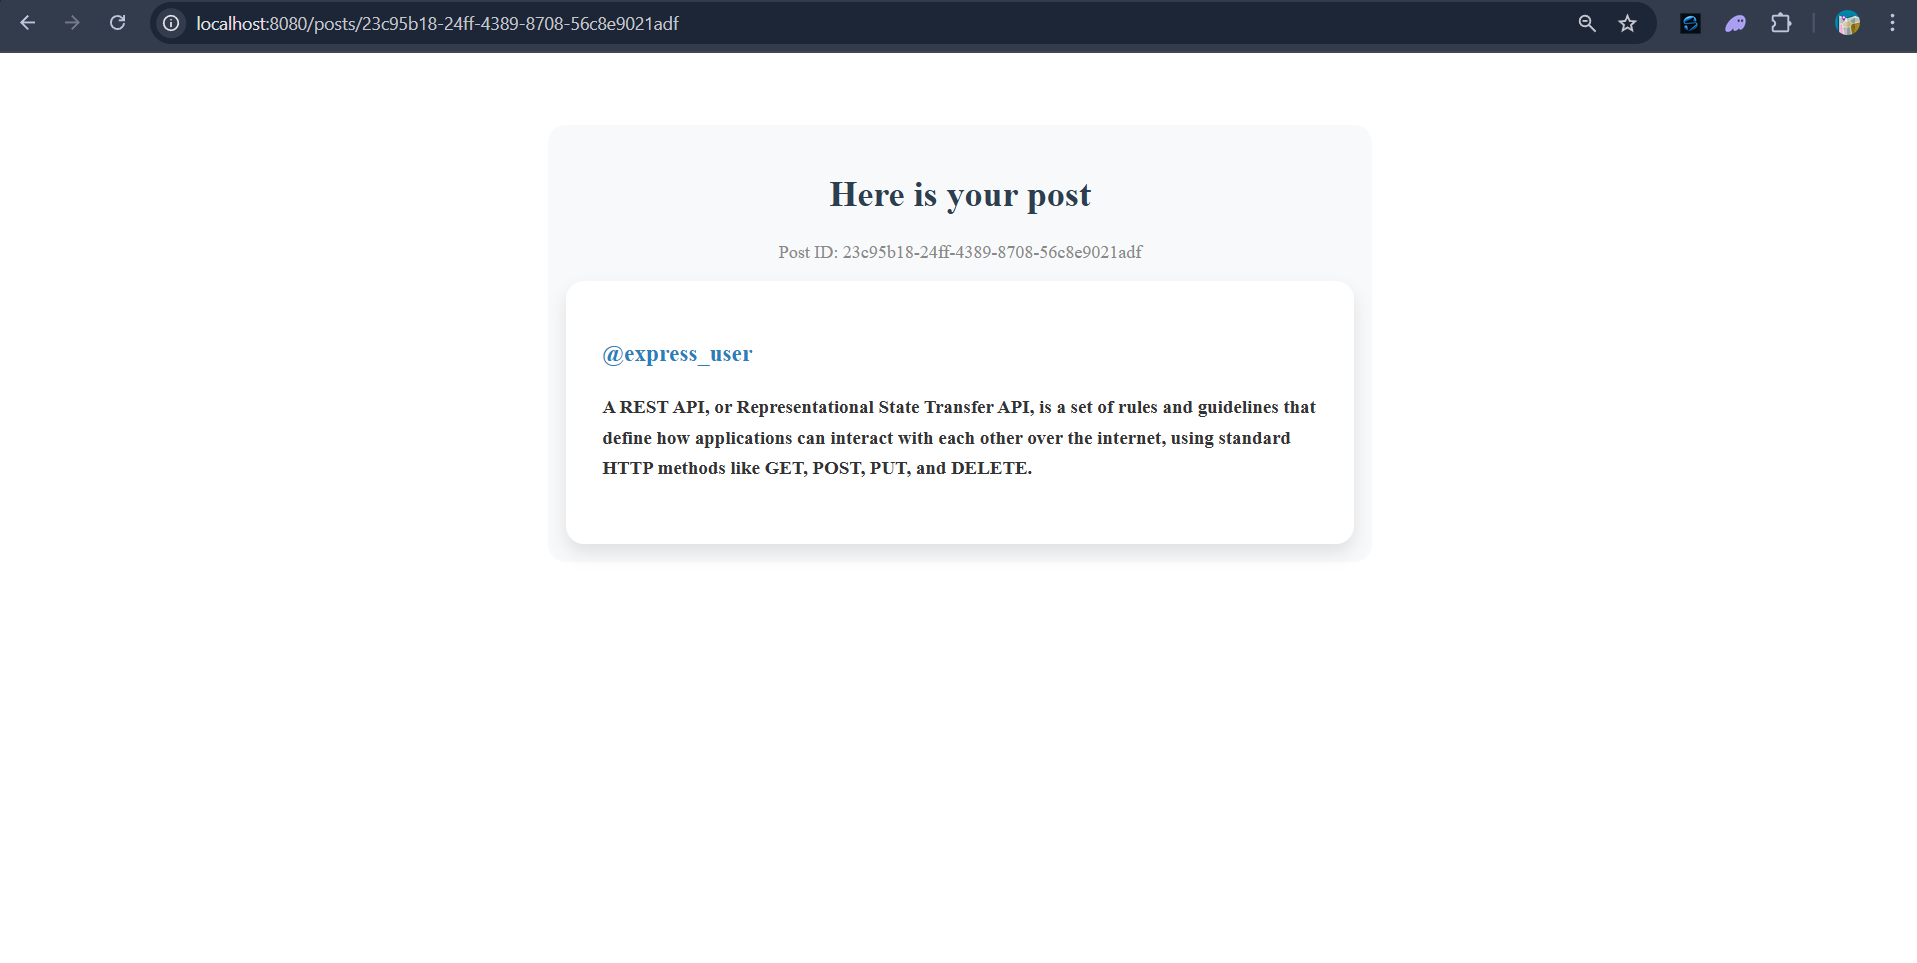 localhost:8080/posts/23c95b18-24ff-4389-8708-56c8e9021adf
Here is your post
Post ID: 23c95b18-24ff-4389-8708-56c8e9021adf
@express_user
A REST API, or Representational State Transfer API, is a set of rules and guidelines that
define how applications can interact with each other over the internet, using standard
HTTP methods like GET, POST, PUT, and DELETE.